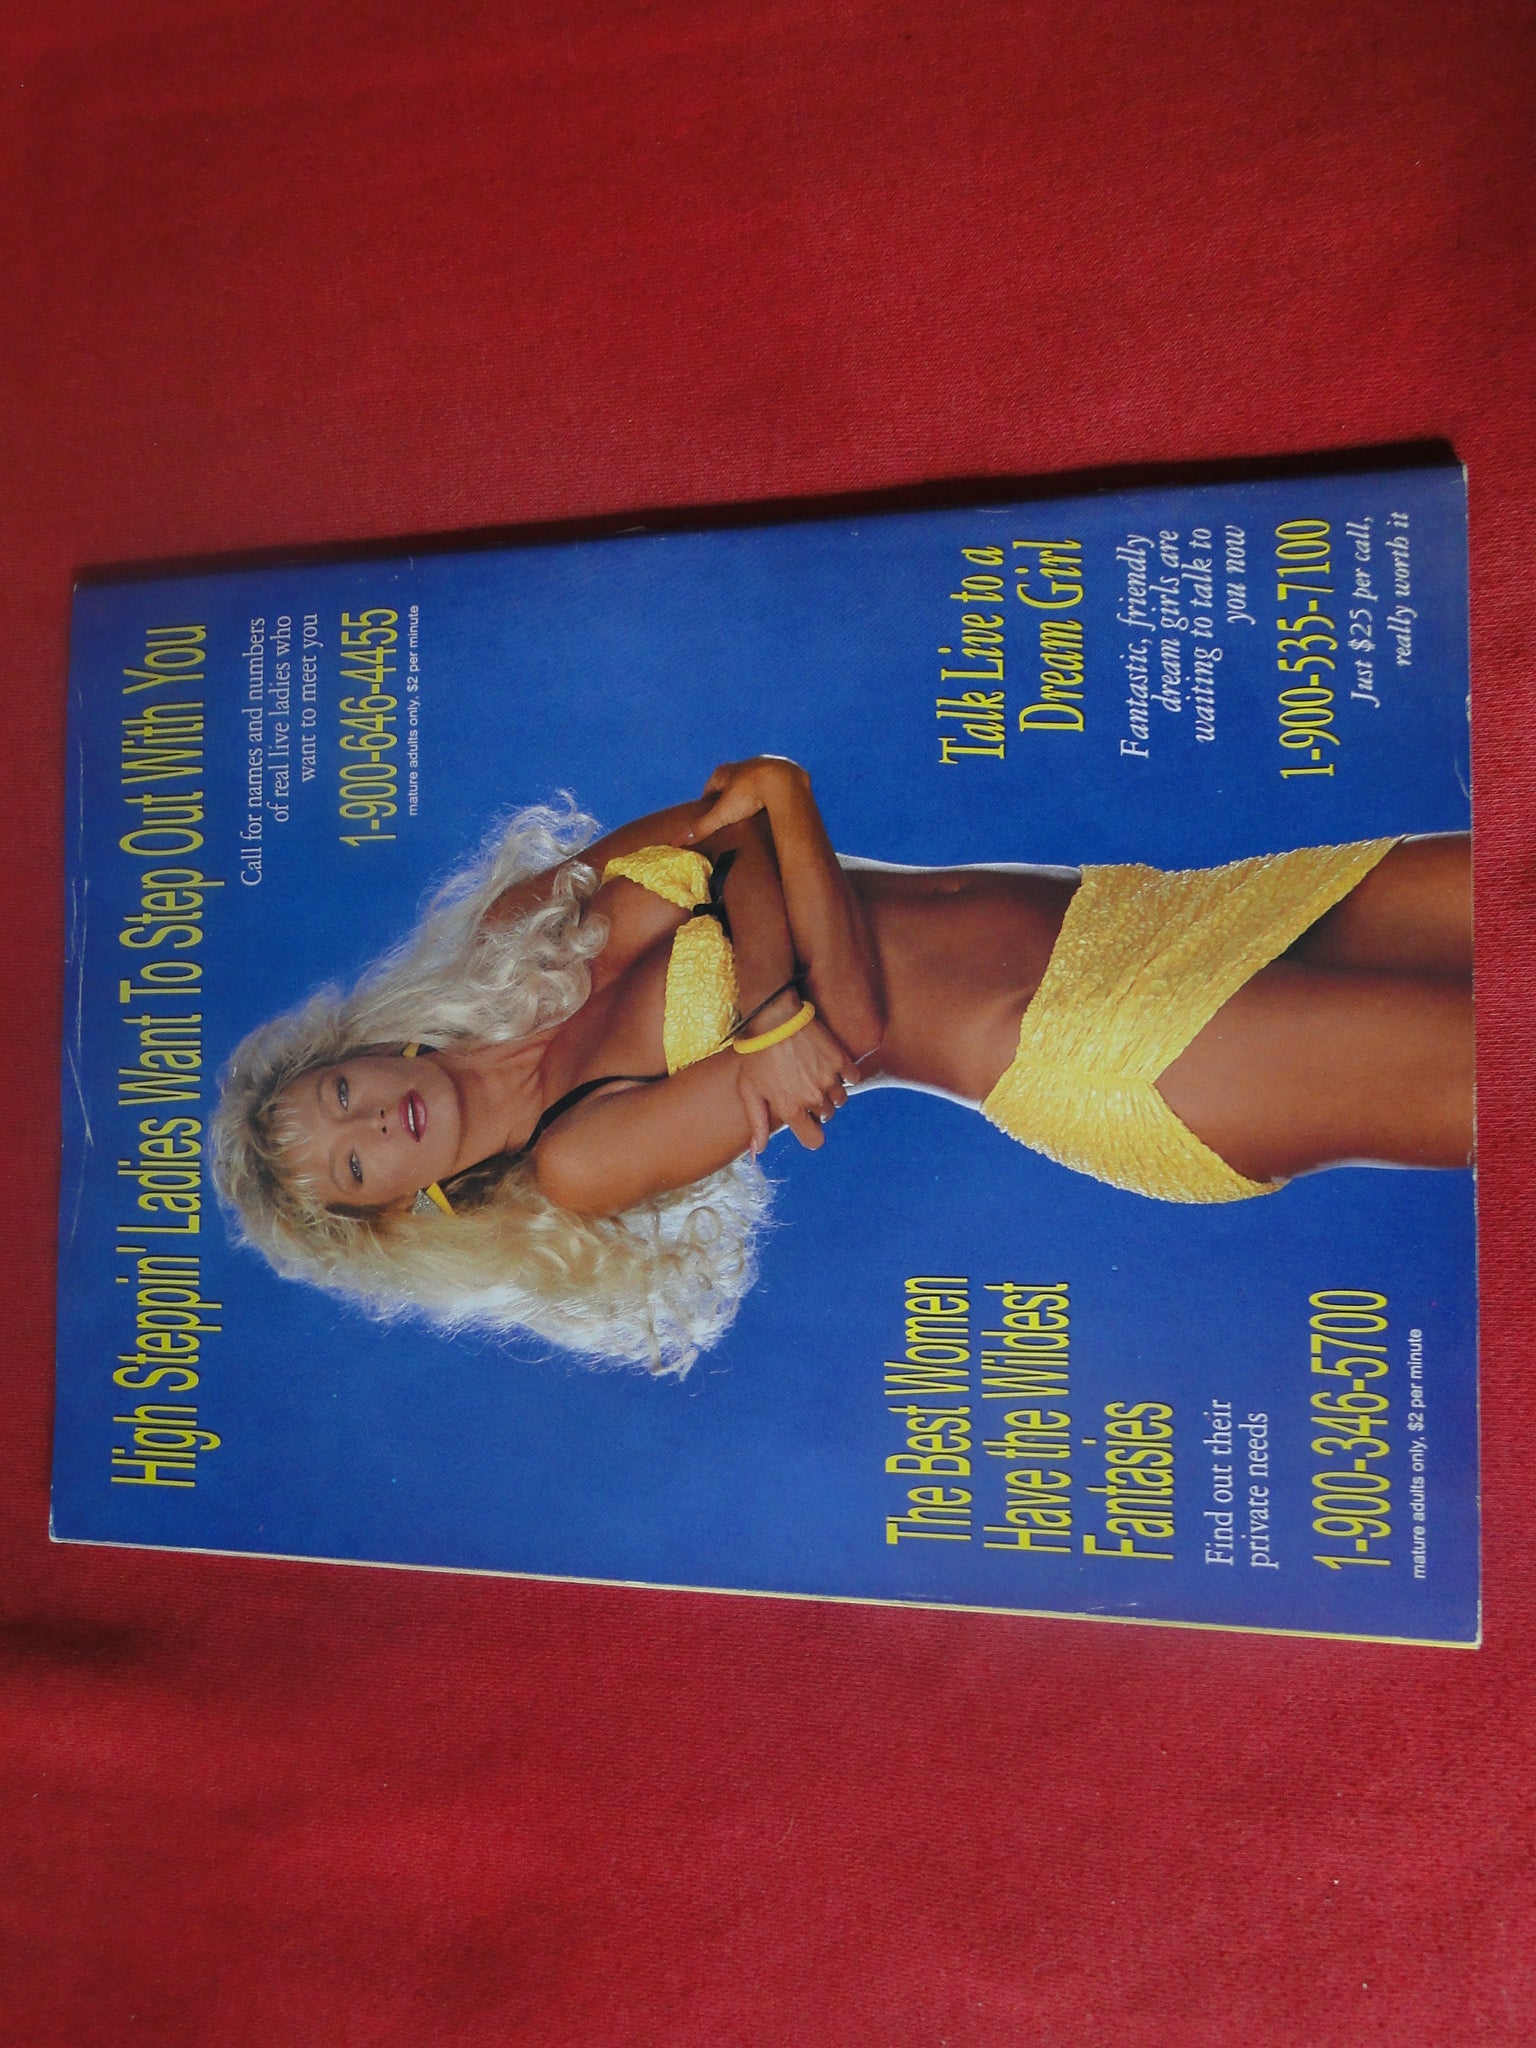 High Steppin' Ladies Want To Step Out With You
Call for names and numbers
of real live ladies who
want to meet you
1-900-646-4455
mature adults only, $2 per minute
The Best Women
Have the Wildest
Fantasies
Find out their
private needs
1-900-346-5700
mature adults only, $2 per minute
Talk Live to a
Dream Girl
Fantastic, friendly
dream girls are
waiting to talk to
you now
1-900-535-7100
Just $25 per call,
really worth it